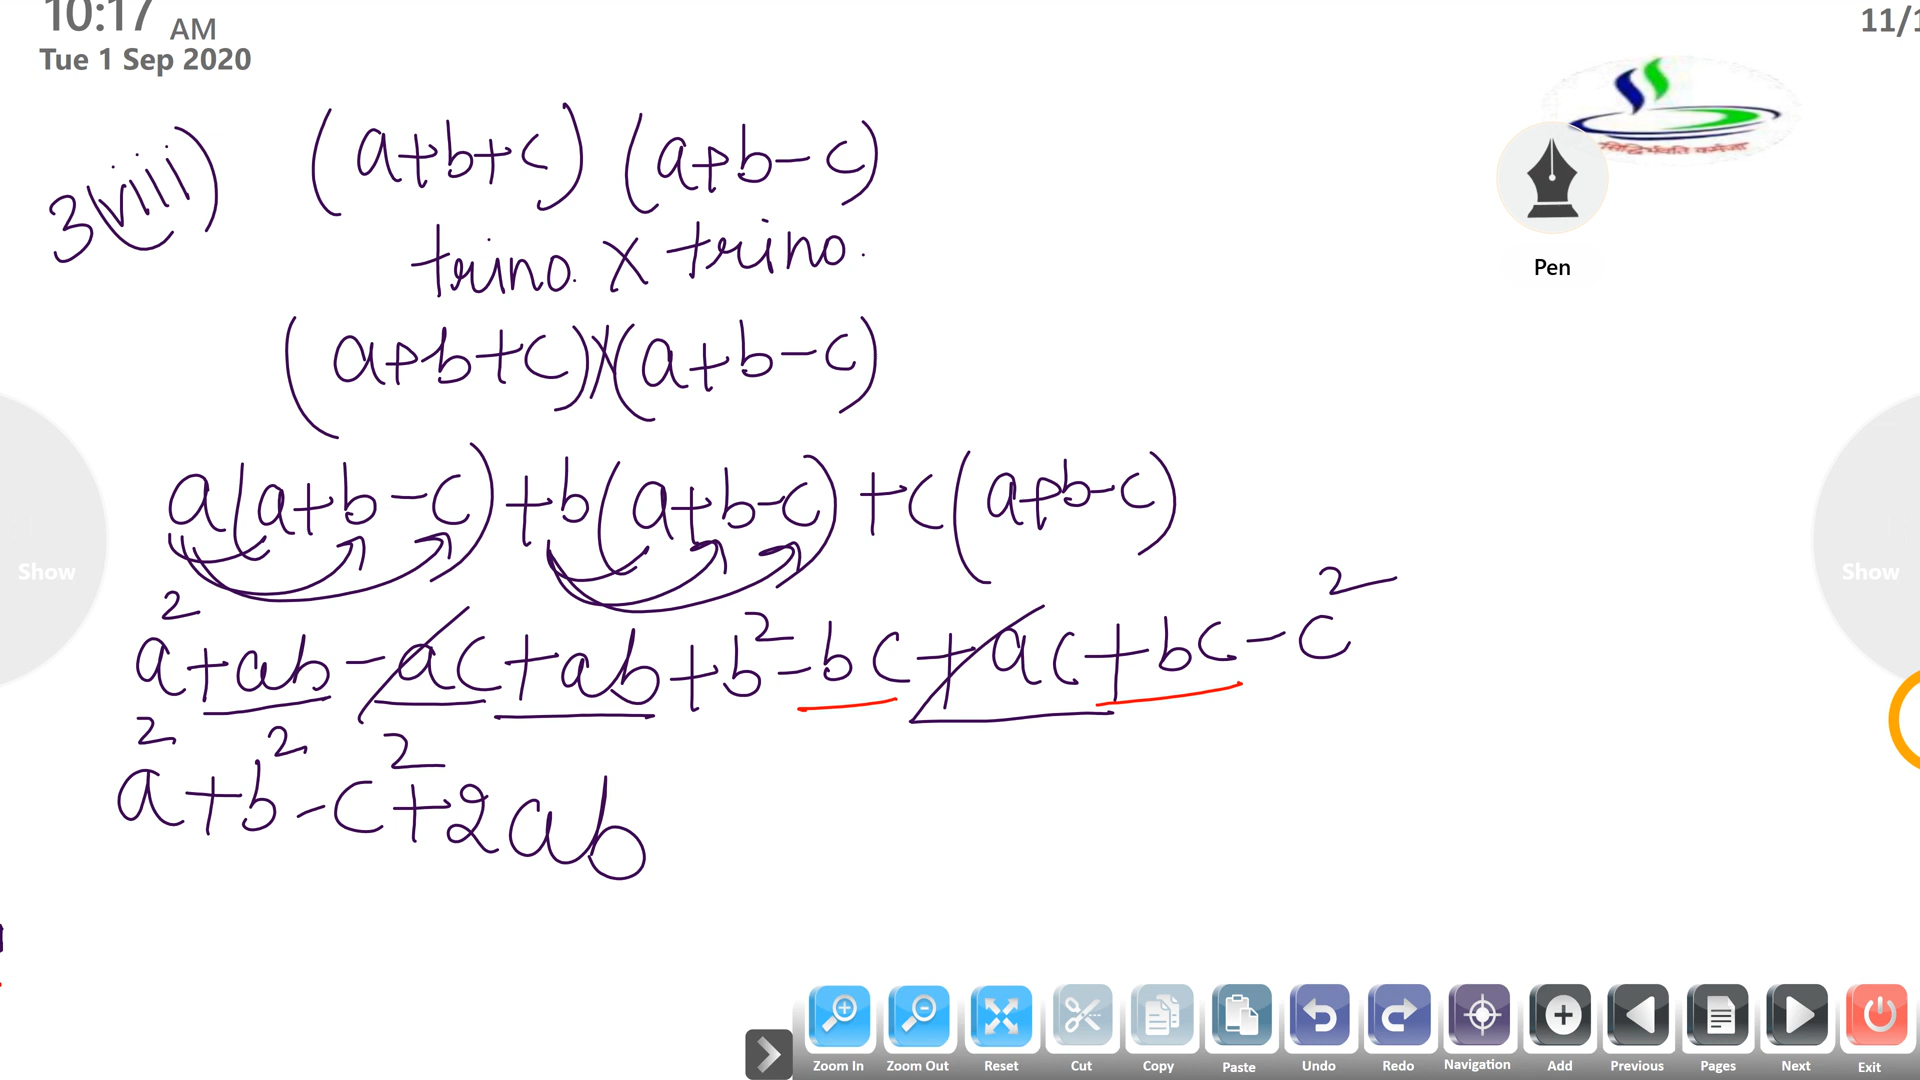 10:17 AM
Tue 1 Sep 2020
11/1
3(viii) (a+b+c) (a+b-c)
trino. x trino.
(a+b+c)x(a+b-c)
a(a+b-c)+b(a+b-c)+c(a+b-c)
a²+ab-ac+ab+b²-bc+ac+bc-c²
a²+b²-c²+2ab
Pen
Show
Show
Zoom In Zoom Out Reset Cut Copy Paste Undo Redo Navigation Add Previous Pages Next Exit